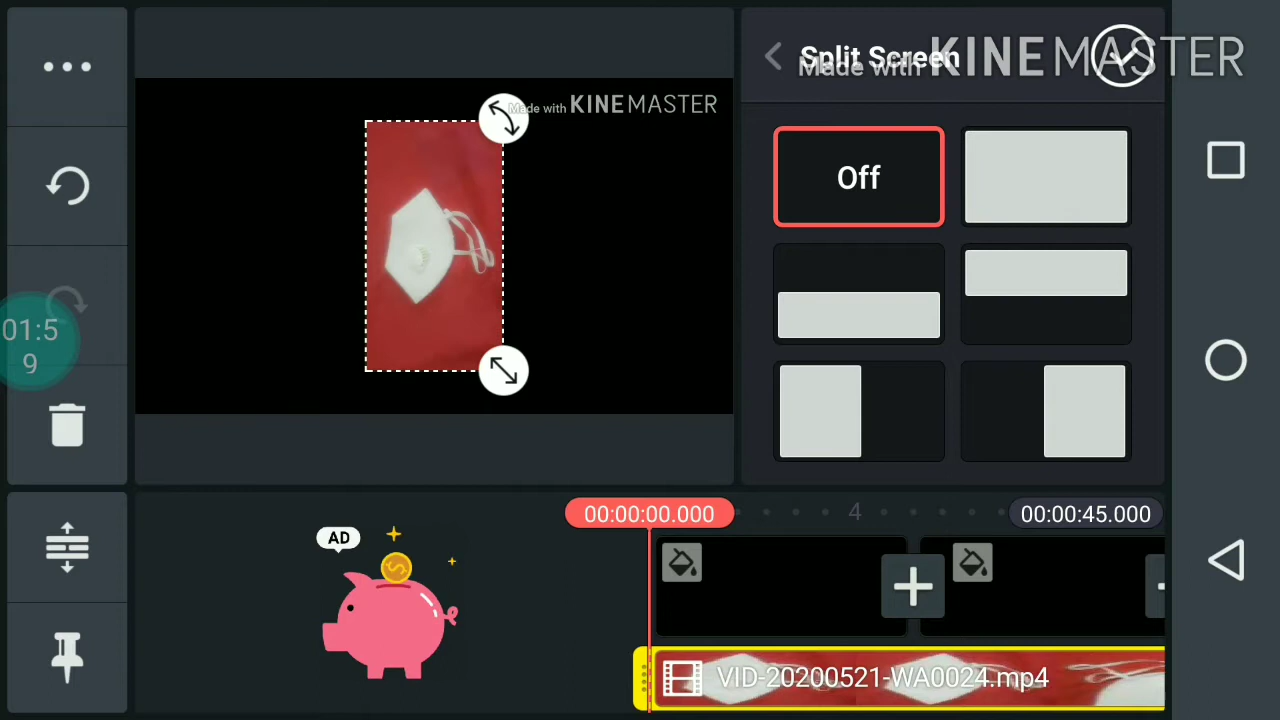 Split Screen
Made with KINEMASTER
Made with KINEMASTER
Off
01:5
9
AD
00:00:00.000
4
00:00:45.000
VID-20200521-WA0024.mp4